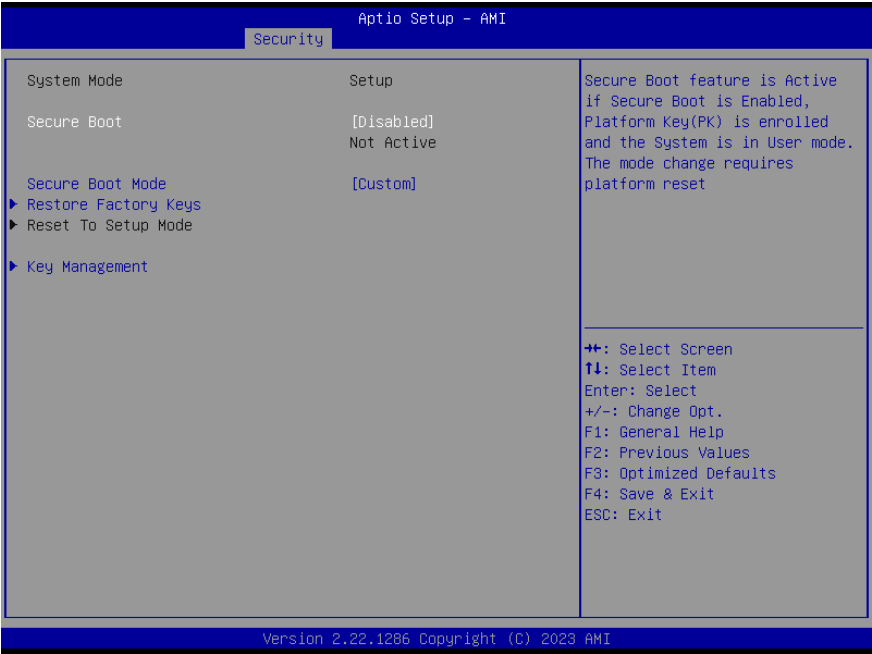 Aptio Setup – AMI
Security
System Mode Setup
Secure Boot [Disabled]
Not Active
Secure Boot Mode [Custom]
Restore Factory Keys
Reset To Setup Mode
Key Management
Secure Boot feature is Active
if Secure Boot is Enabled,
Platform Key(PK) is enrolled
and the System is in User mode.
The mode change requires
platform reset
→←: Select Screen
↑↓: Select Item
Enter: Select
+/-: Change Opt.
F1: General Help
F2: Previous Values
F3: Optimized Defaults
F4: Save & Exit
ESC: Exit
Version 2.22.1286 Copyright (C) 2023 AMI